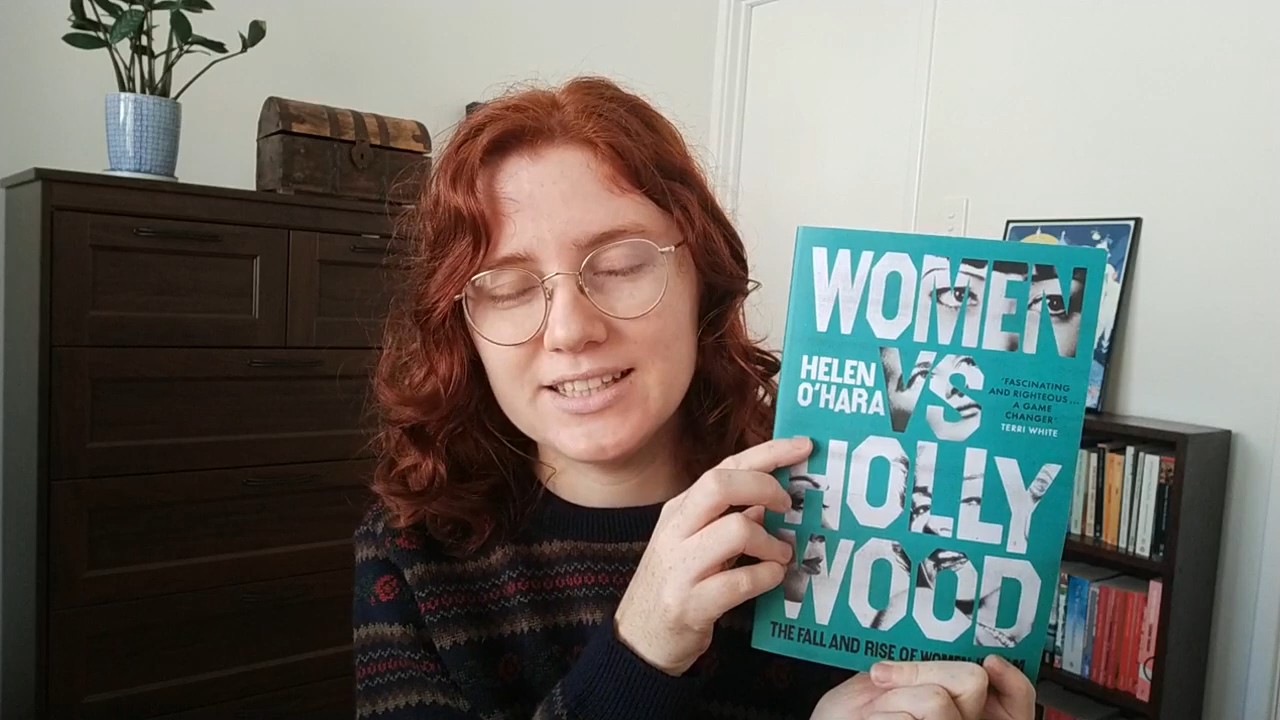 WOMEN
HELEN
O'HARA
VS
'FASCINATING
AND RIGHTEOUS...
A GAME
CHANGER'
TERRI WHITE
HOLLY
WOOD
THE FALL AND RISE OF WOMEN